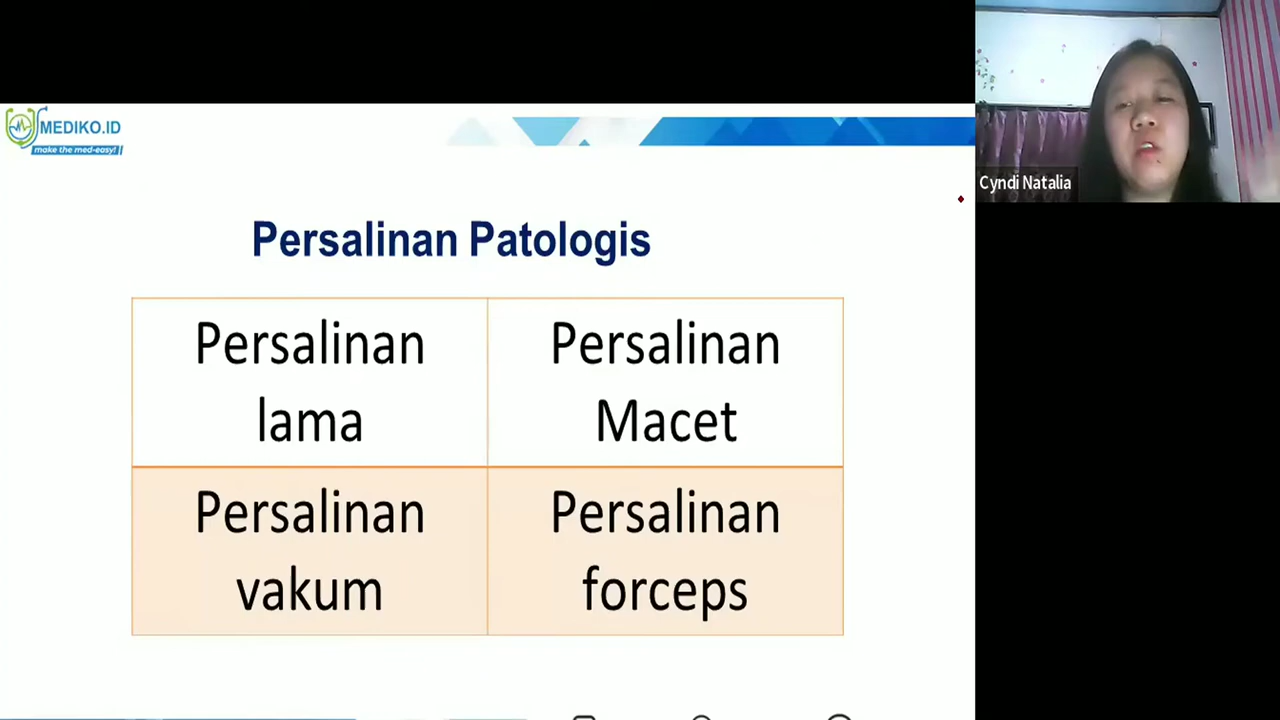 MEDIKO.ID
make the med-easy!
Cyndi Natalia
Persalinan Patologis
Persalinan
lama
Persalinan
Macet
Persalinan
vakum
Persalinan
forceps